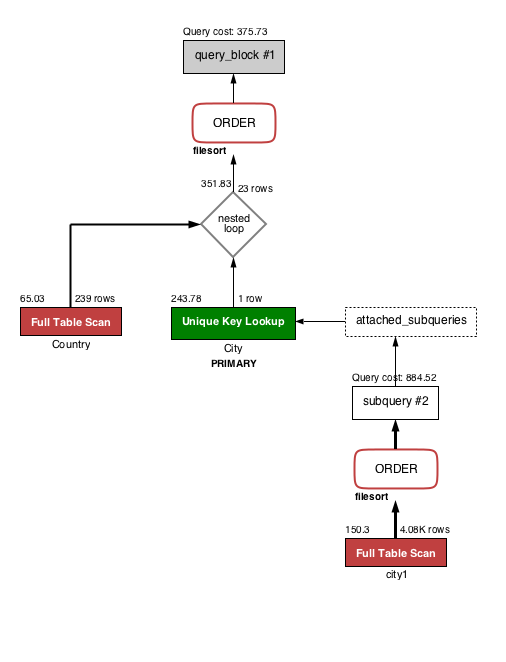 Query cost: 375.73
query_block #1
ORDER
filesort
351.83
23 rows
nested
loop
65.03
239 rows
Full Table Scan
Country
243.78
1 row
Unique Key Lookup
City
PRIMARY
attached_subqueries
Query cost: 884.52
subquery #2
ORDER
filesort
150.3
4.08K rows
Full Table Scan
city1